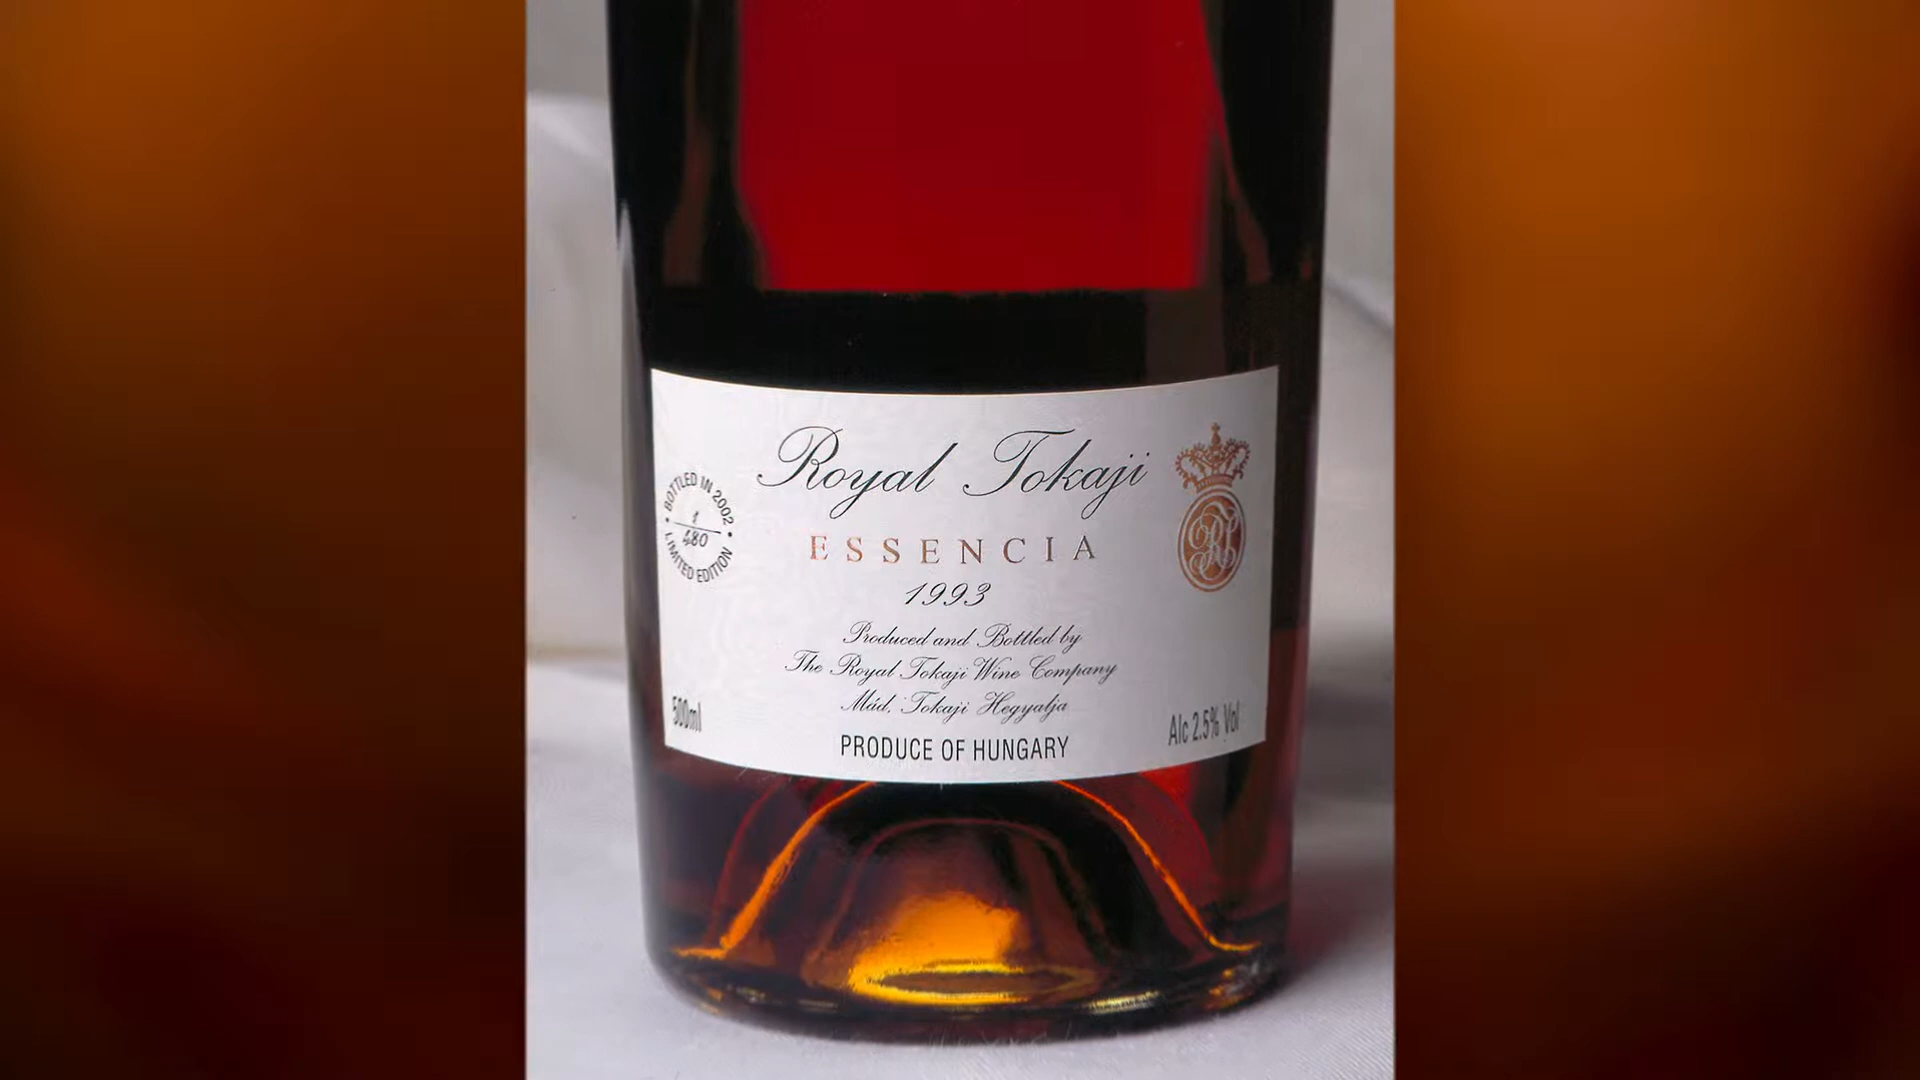 Royal Tokaji
ESSENCIA
1993
Produced and Bottled by
The Royal Tokaji Wine Company
Mád, Tokaji Hegyalja
PRODUCE OF HUNGARY
• BOTTLED IN 2002 •
1
480
LIMITED EDITION
500ml
Alc 2.5% Vol
RT